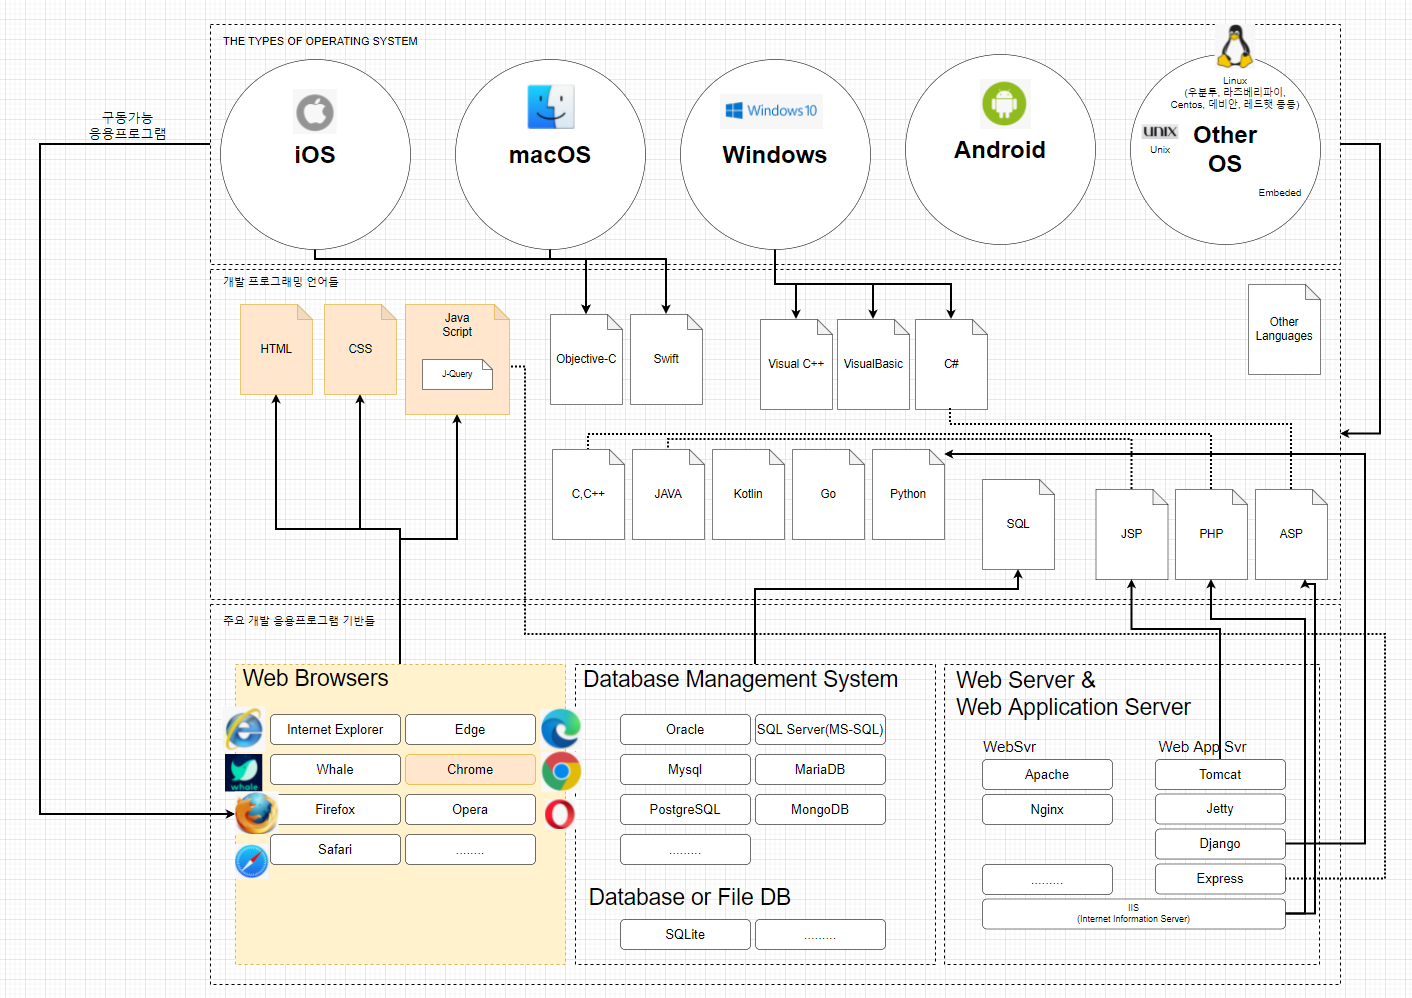 THE TYPES OF OPERATING SYSTEM
구동가능
응용프로그램
iOS
macOS
Windows 10
Windows
Android
Linux
(우분투, 라즈베리파이,
Centos, 데비안, 레드햇 등등)
UNIX
Unix
Other
OS
Embeded
개발 프로그래밍 언어들
HTML
CSS
Java
Script
J-Query
Objective-C
Swift
Visual C++
VisualBasic
C#
Other
Languages
C,C++
JAVA
Kotlin
Go
Python
SQL
JSP
PHP
ASP
주요 개발 응용프로그램 기반들
Web Browsers
Internet Explorer
Edge
Whale
whale
Chrome
Firefox
Opera
Safari
........
Database Management System
Oracle
SQL Server(MS-SQL)
Mysql
MariaDB
PostgreSQL
MongoDB
.........
Database or File DB
SQLite
.........
Web Server &
Web Application Server
WebSvr
Apache
Nginx
.........
Web App Svr
Tomcat
Jetty
Django
Express
IIS
(Internet Information Server)